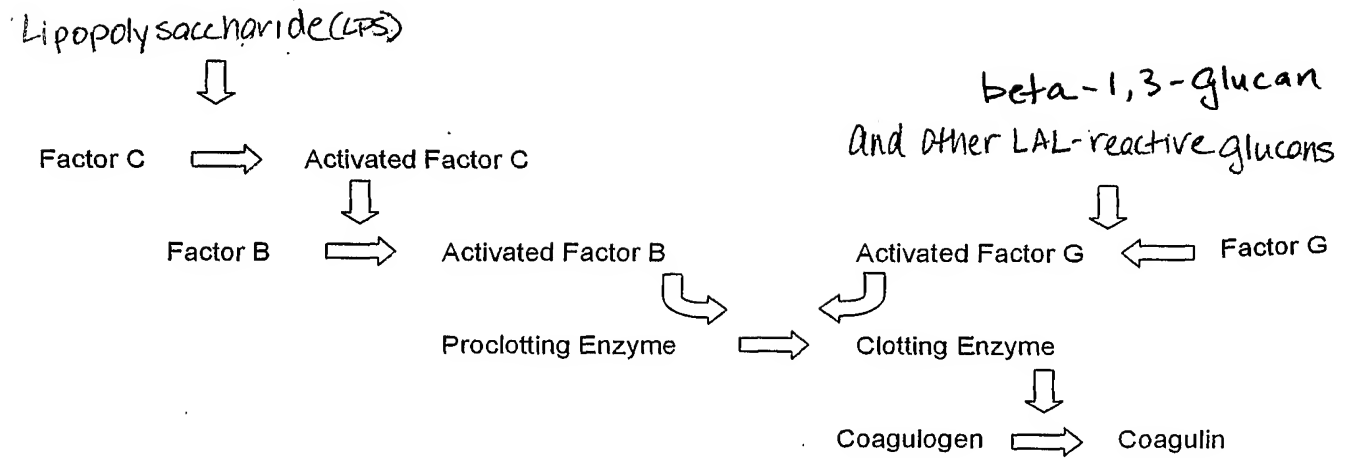 Lipopolysaccharide(LPS)
beta-1,3-glucan
and other LAL-reactive glucans
Factor C Activated Factor C
Factor B Activated Factor B Activated Factor G Factor G
Proclotting Enzyme Clotting Enzyme
Coagulogen Coagulin